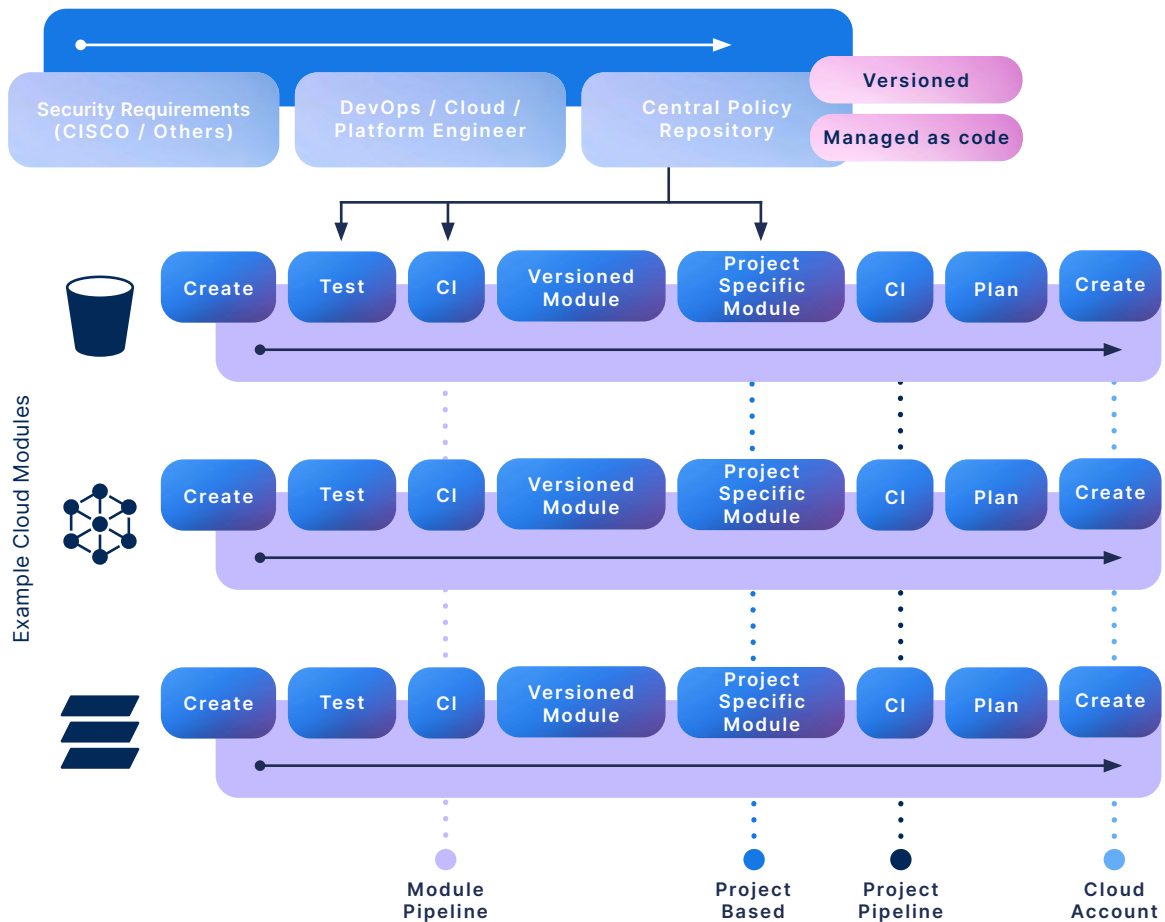 Security Requirements
(CISCO / Others)
DevOps / Cloud /
Platform Engineer
Central Policy
Repository
Versioned
Managed as code
Example Cloud Modules
Create
Test
CI
Versioned
Module
Project
Specific
Module
CI
Plan
Create
Create
Test
CI
Versioned
Module
Project
Specific
Module
CI
Plan
Create
Create
Test
CI
Versioned
Module
Project
Specific
Module
CI
Plan
Create
Module
Pipeline
Project
Based
Project
Pipeline
Cloud
Account